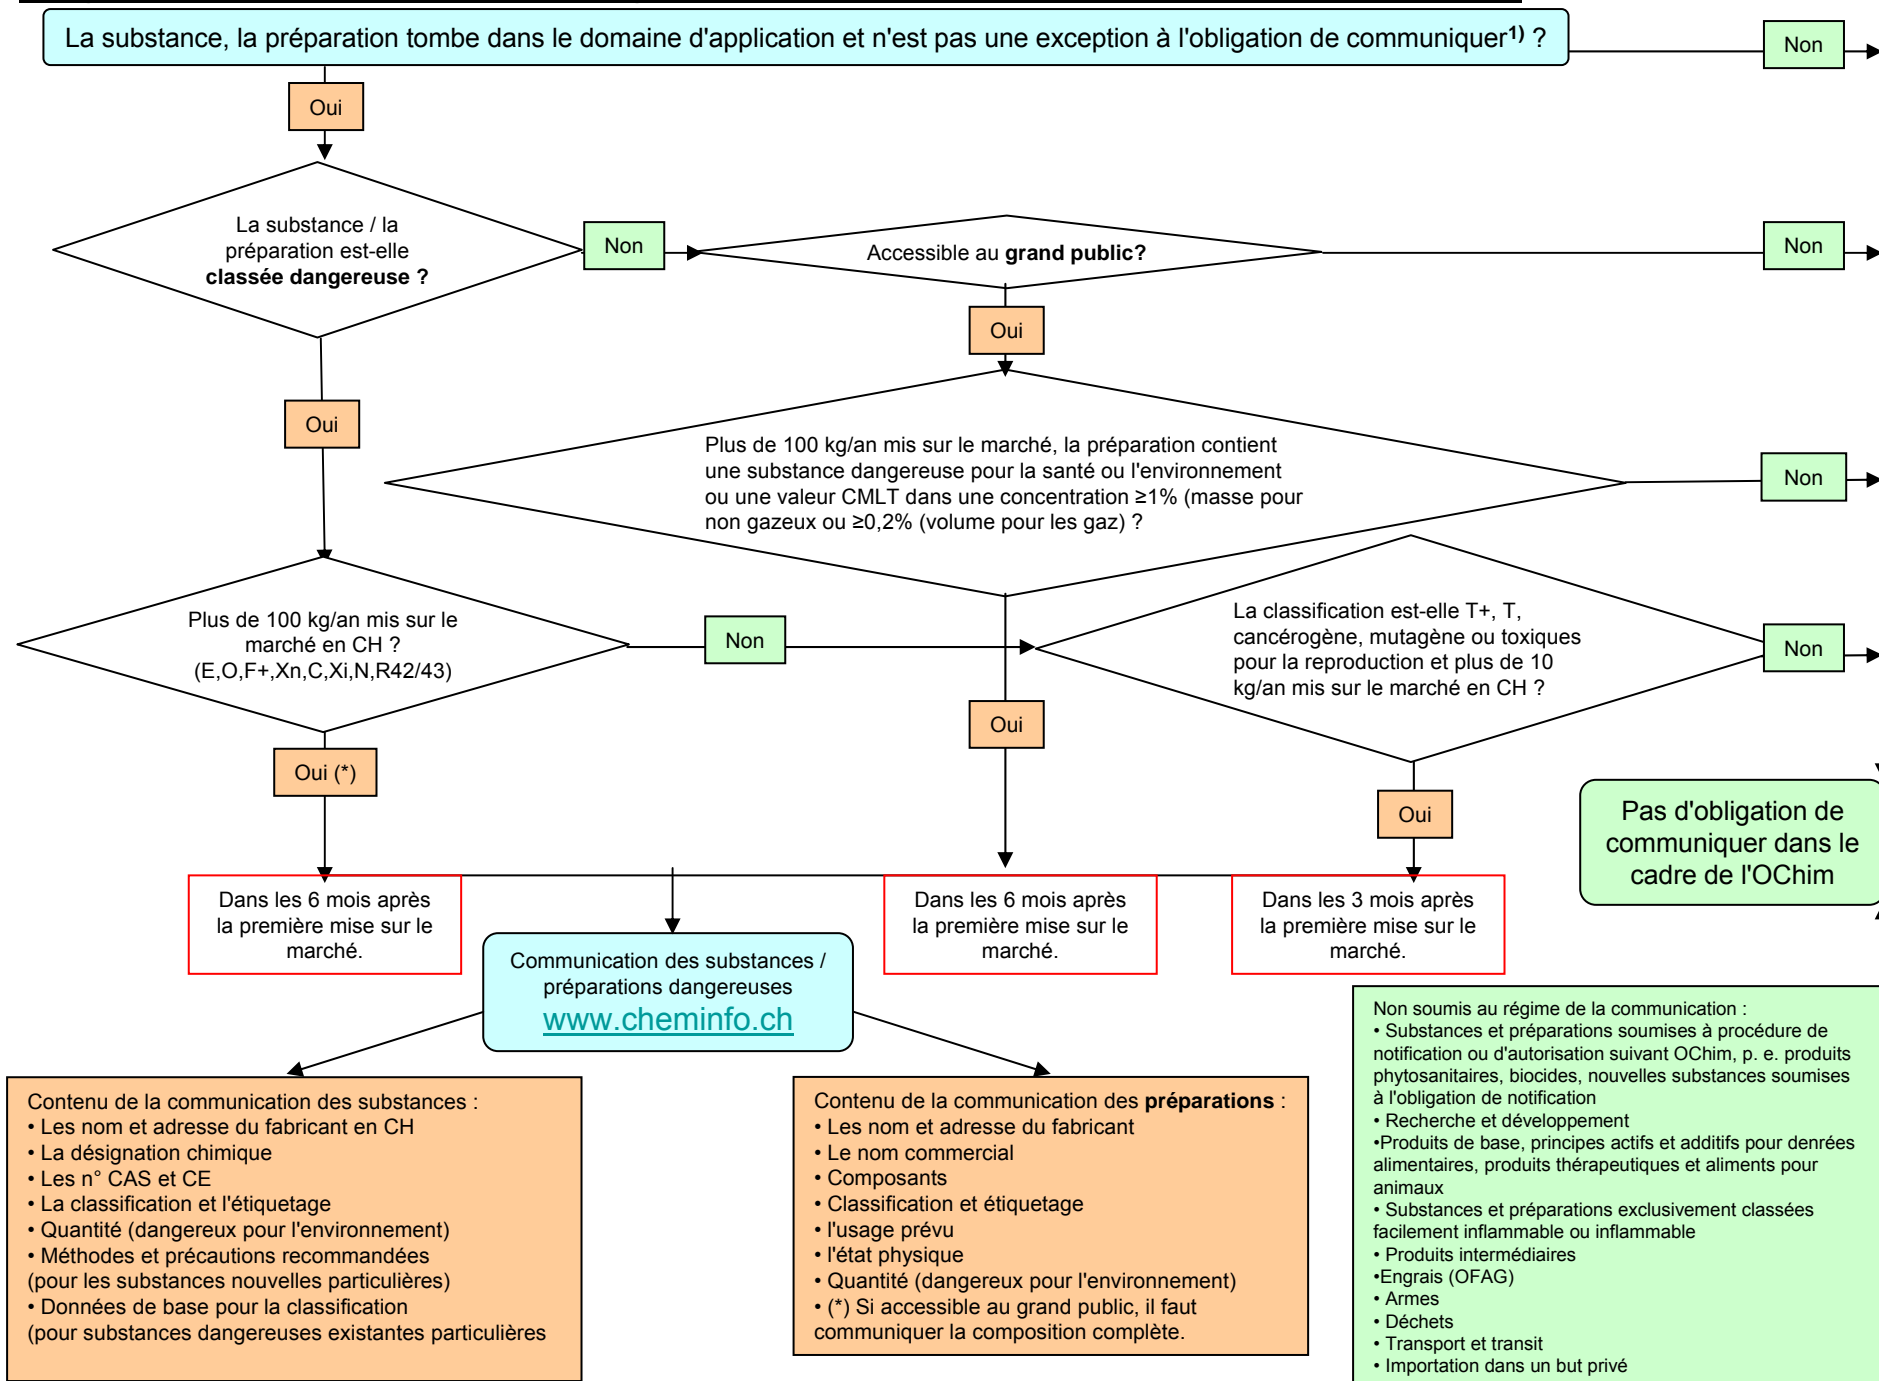 La substance, la préparation tombe dans le domaine d'application et n'est pas une exception à l'obligation de communiquer¹⁾ ?
Non
Oui
La substance / la
préparation est-elle
classée dangereuse ?
Non
Accessible au grand public?
Non
Oui
Oui
Plus de 100 kg/an mis sur le marché, la préparation contient
une substance dangereuse pour la santé ou l'environnement
ou une valeur CMLT dans une concentration ≥1% (masse pour
non gazeux ou ≥0,2% (volume pour les gaz) ?
Non
Plus de 100 kg/an mis sur le
marché en CH ?
(E,O,F+,Xn,C,Xi,N,R42/43)
Non
La classification est-elle T+, T,
cancérogène, mutagène ou toxiques
pour la reproduction et plus de 10
kg/an mis sur le marché en CH ?
Non
Oui
Oui (*)
Oui
Pas d'obligation de
communiquer dans le
cadre de l'OChim
Dans les 6 mois après
la première mise sur le
marché.
Dans les 6 mois après
la première mise sur le
marché.
Dans les 3 mois après
la première mise sur le
marché.
Communication des substances /
préparations dangereuses
www.cheminfo.ch
Contenu de la communication des substances :
• Les nom et adresse du fabricant en CH
• La désignation chimique
• Les n° CAS et CE
• La classification et l'étiquetage
• Quantité (dangereux pour l'environnement)
• Méthodes et précautions recommandées
(pour les substances nouvelles particulières)
• Données de base pour la classification
(pour substances dangereuses existantes particulières
Contenu de la communication des préparations :
• Les nom et adresse du fabricant
• Le nom commercial
• Composants
• Classification et étiquetage
• l'usage prévu
• l'état physique
• Quantité (dangereux pour l'environnement)
• (*) Si accessible au grand public, il faut
communiquer la composition complète.
Non soumis au régime de la communication :
• Substances et préparations soumises à procédure de
notification ou d'autorisation suivant OChim, p. e. produits
phytosanitaires, biocides, nouvelles substances soumises
à l'obligation de notification
• Recherche et développement
•Produits de base, principes actifs et additifs pour denrées
alimentaires, produits thérapeutiques et aliments pour
animaux
• Substances et préparations exclusivement classées
facilement inflammable ou inflammable
• Produits intermédiaires
•Engrais (OFAG)
• Armes
• Déchets
• Transport et transit
• Importation dans un but privé